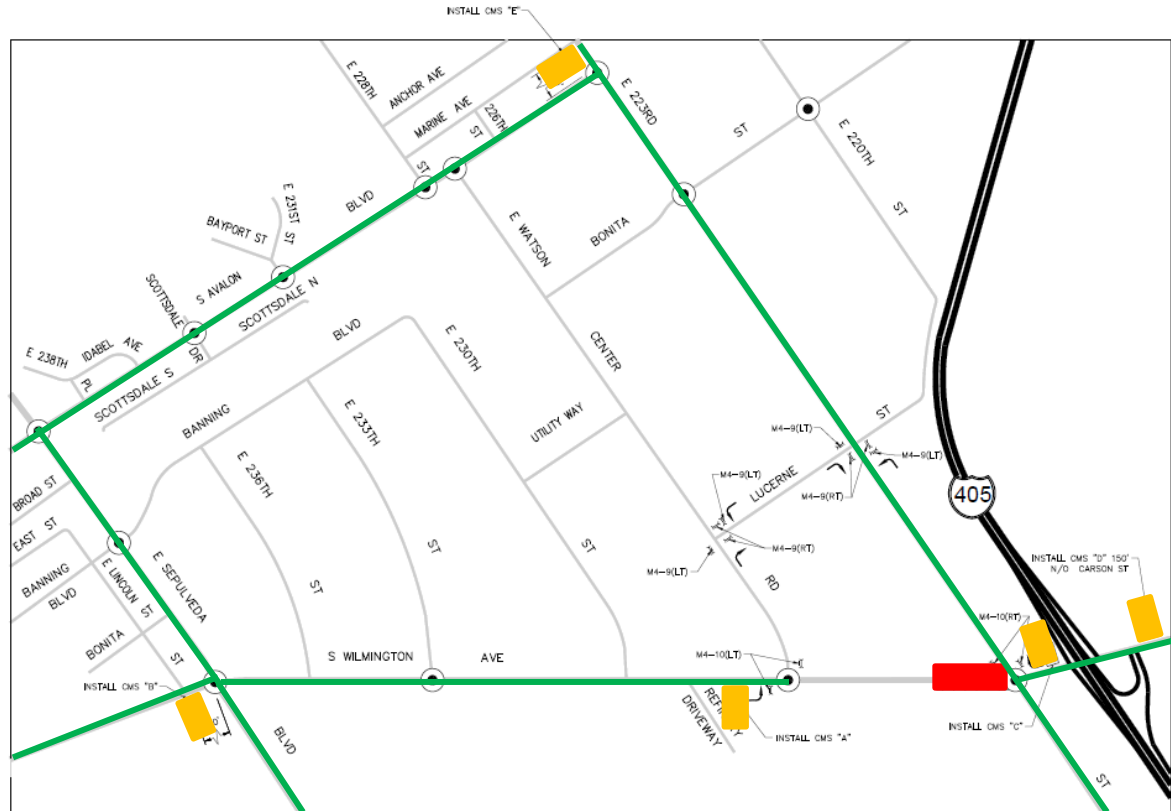 INSTALL CMS "E"
E 228TH
ANCHOR AVE
MARINE AVE
226TH
ST
ST
E 223RD
ST
E 220TH
ST
BLVD
E 231ST ST
BAYPORT ST
S AVALON
SCOTTSDALE
DR
SCOTTSDALE N
E WATSON
CENTER
RD
BONITA
E 238TH
PL
IDABEL AVE
SCOTTSDALE S
BLVD
BANNING
E 230TH
ST
E 233TH
ST
UTILITY WAY
E 236TH
ST
M4-9(LT)
M4-9(LT)
M4-9(LT)
M4-9(RT)
LUCERNE
ST
M4-9(RT)
M4-9(LT)
405
BROAD ST
EAST ST
BANNING
BLVD
E LINCOLN ST
ST
E SEPULVEDA
BLVD
BONITA
INSTALL CMS "D" 150'
N/O CARSON ST
M4-10(RT)
S WILMINGTON AVE
M4-10(LT)
INSTALL CMS "B"
DRIVEWAY
INSTALL CMS "A"
INSTALL CMS "C"
ST